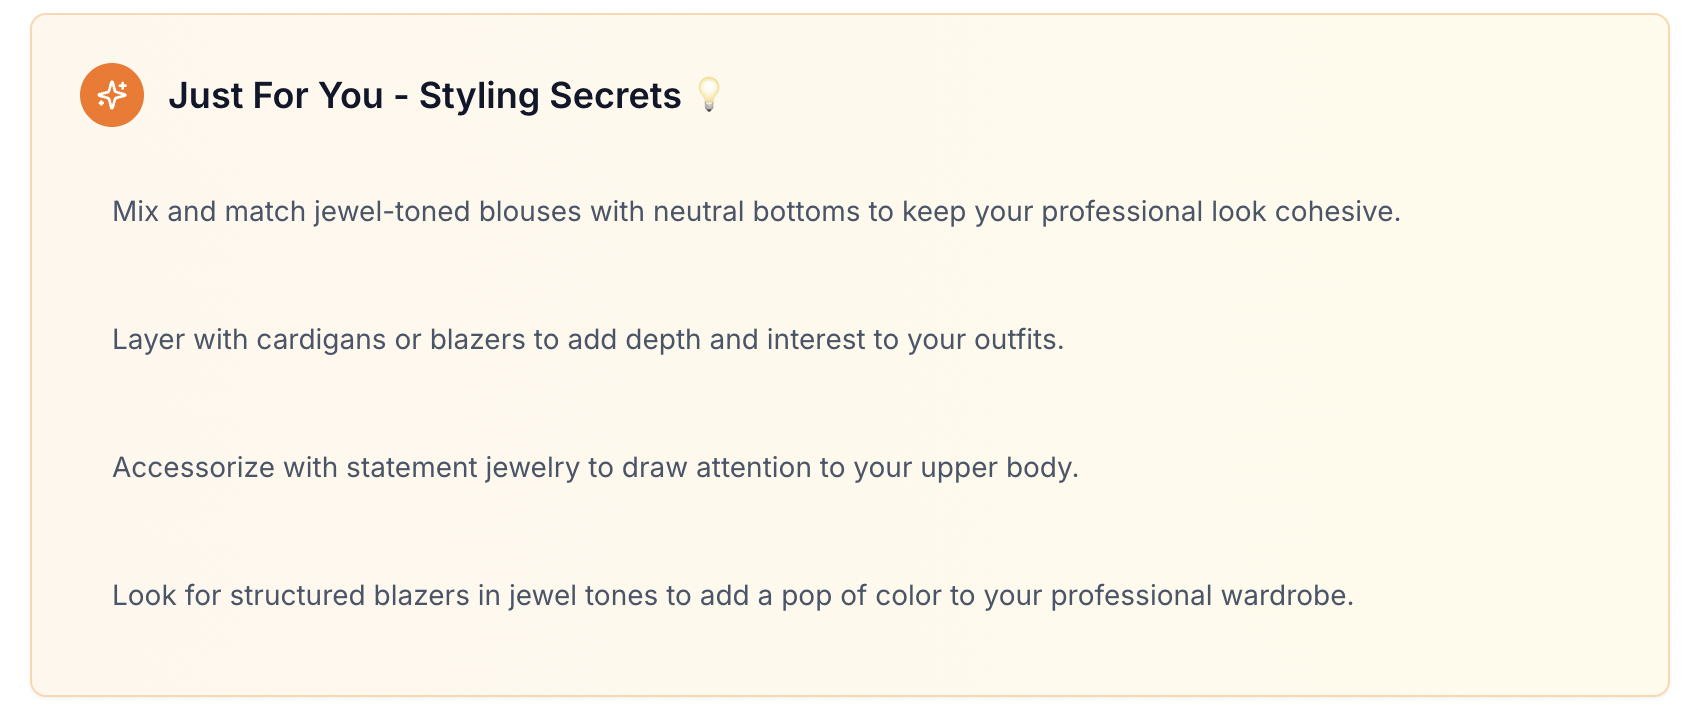 Just For You - Styling Secrets 💡
Mix and match jewel-toned blouses with neutral bottoms to keep your professional look cohesive.
Layer with cardigans or blazers to add depth and interest to your outfits.
Accessorize with statement jewelry to draw attention to your upper body.
Look for structured blazers in jewel tones to add a pop of color to your professional wardrobe.